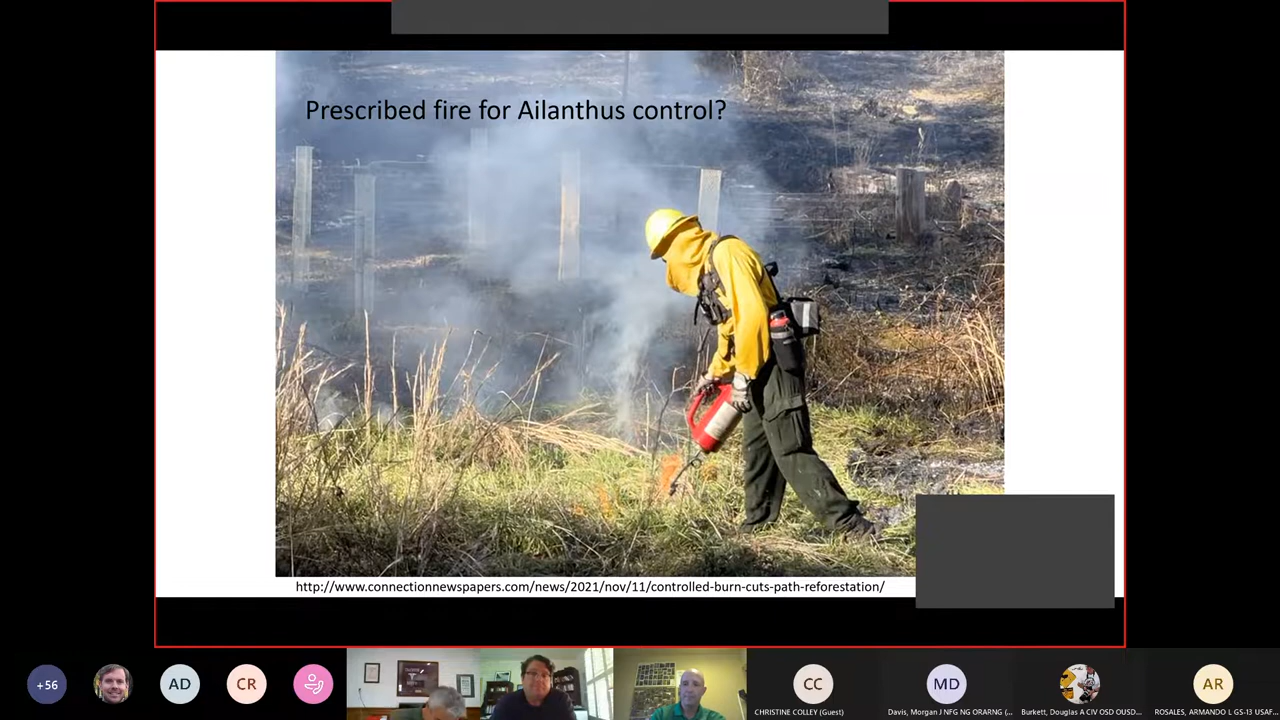 Prescribed fire for Ailanthus control?
http://www.connectionnewspapers.com/news/2021/nov/11/controlled-burn-cuts-path-reforestation/
+56
AD
CR
CC
MD
AR
CHRISTINE COLLEY (Guest)
Davis, Morgan J NFG NG ORARNG (...
Burkett, Douglas A CIV OSD OUSD...
ROSALES, ARMANDO L GS-13 USAF...